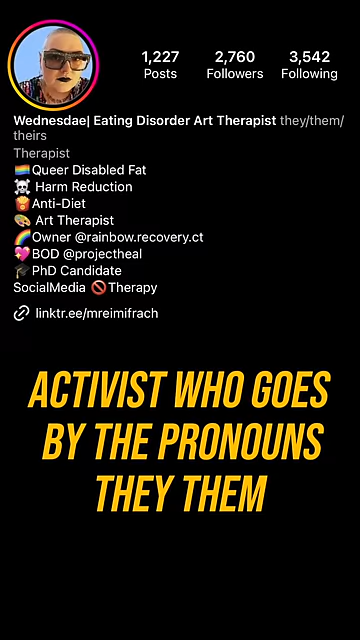 1,227 2,760 3,542
Posts Followers Following
Wednesdae| Eating Disorder Art Therapist they/them/
theirs
Therapist
🏳️‍🌈Queer Disabled Fat
☠️ Harm Reduction
🍟Anti-Diet
🎨 Art Therapist
🌈Owner @rainbow.recovery.ct
💖BOD @projectheal
🎓PhD Candidate
SocialMedia 🚫Therapy
linktr.ee/mreimifrach
ACTIVIST WHO GOES
BY THE PRONOUNS
THEY THEM